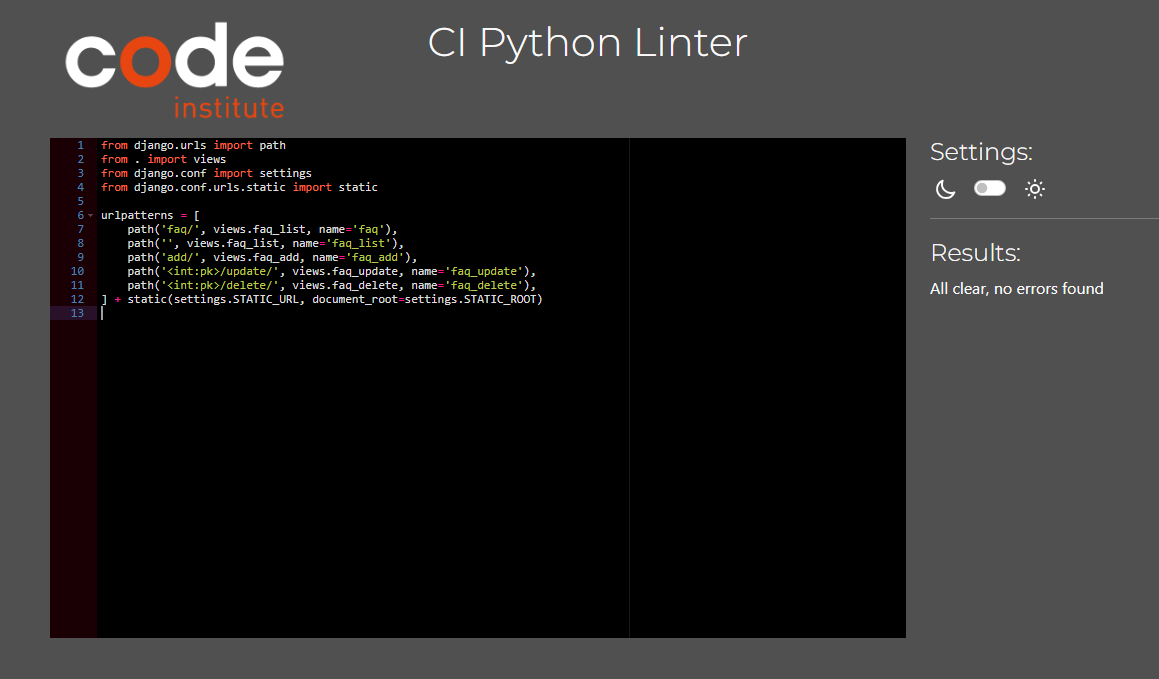 code
institute
CI Python Linter
1 from django.urls import path
2 from . import views
3 from django.conf import settings
4 from django.conf.urls.static import static
5
6 urlpatterns = [
7     path('faq/', views.faq_list, name='faq'),
8     path('', views.faq_list, name='faq_list'),
9     path('add/', views.faq_add, name='faq_add'),
10     path('<int:pk>/update/', views.faq_update, name='faq_update'),
11     path('<int:pk>/delete/', views.faq_delete, name='faq_delete'),
12 ] + static(settings.STATIC_URL, document_root=settings.STATIC_ROOT)
13
Settings:
Results:
All clear, no errors found